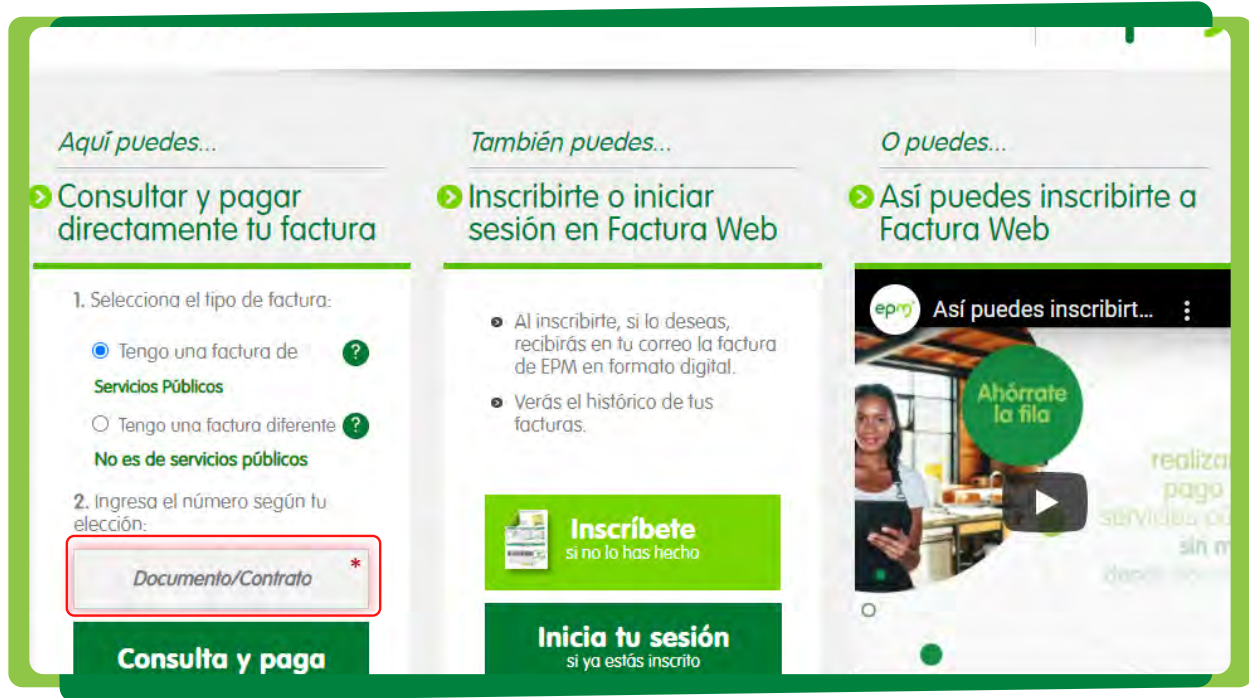 Aquí puedes...
Consultar y pagar
directamente tu factura
1. Selecciona el tipo de factura:
Tengo una factura de
?
Servicios Públicos
Tengo una factura diferente
?
No es de servicios públicos
2. Ingresa el número según tu
elección:
Documento/Contrato *
Consulta y paga
También puedes...
Inscribirte o iniciar
sesión en Factura Web
Al inscribirte, si lo deseas,
recibirás en tu correo la factura
de EPM en formato digital.
Verás el histórico de tus
facturas.
Inscríbete
si no lo has hecho
Inicia tu sesión
si ya estás inscrito
O puedes...
Así puedes inscribirte a
Factura Web
epm
Así puedes inscribirt...
Ahórrate
la fila
realiza
pago
servicios pú
sin m